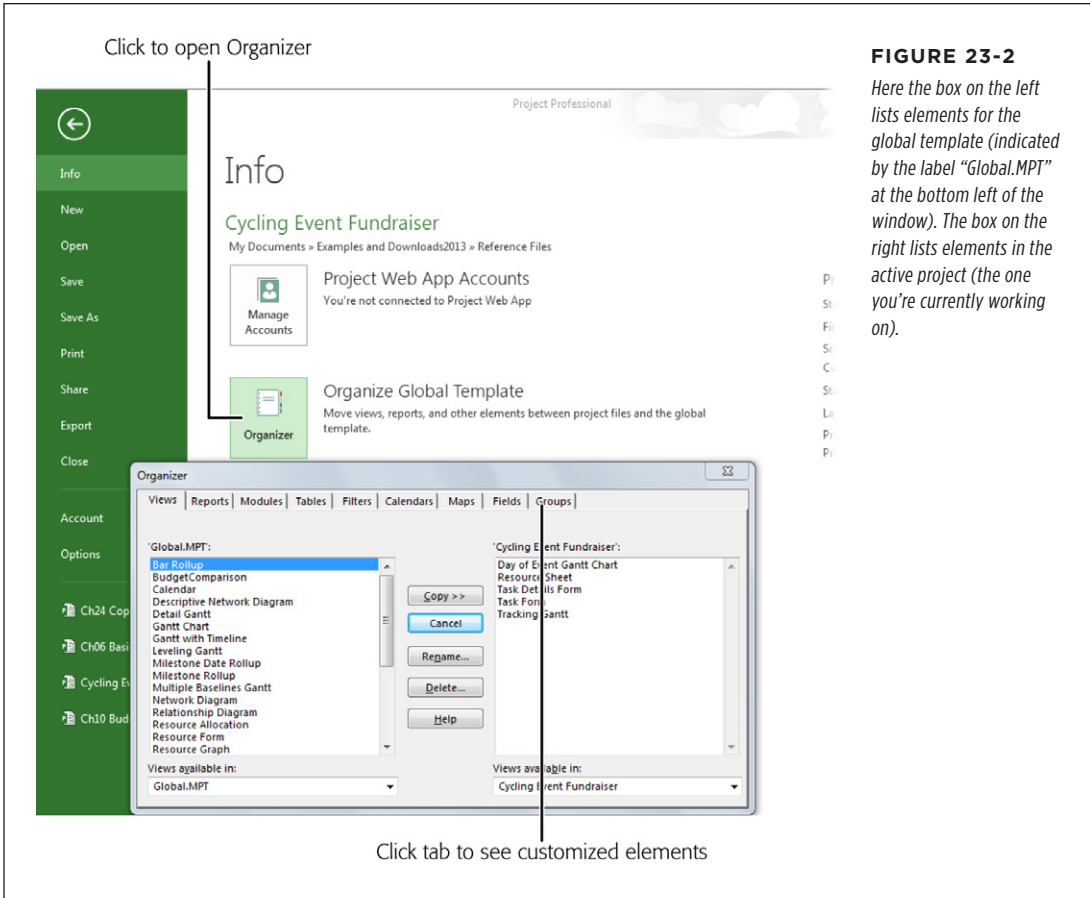 Click to open Organizer
Project Professional
Info
New
Open
Save
Save As
Print
Share
Export
Close
Account
Options
Ch24 Cop
Ch06 Basi
Cycling Ev
Ch10 Bud
Info
Cycling Event Fundraiser
My Documents » Examples and Downloads2013 » Reference Files
Manage
Accounts
Project Web App Accounts
You're not connected to Project Web App
Organizer
Organize Global Template
Move views, reports, and other elements between project files and the global
template.
Organizer
Views Reports Modules Tables Filters Calendars Maps Fields Groups
'Global.MPT':
Bar Rollup
BudgetComparison
Calendar
Descriptive Network Diagram
Detail Gantt
Gantt Chart
Gantt with Timeline
Leveling Gantt
Milestone Date Rollup
Milestone Rollup
Multiple Baselines Gantt
Network Diagram
Relationship Diagram
Resource Allocation
Resource Form
Resource Graph
Views available in:
Global.MPT
Copy >>
Cancel
Rename...
Delete...
Help
'Cycling Event Fundraiser':
Day of Event Gantt Chart
Resource Sheet
Task Details Form
Task Form
Tracking Gantt
Views available in:
Cycling Event Fundraiser
Click tab to see customized elements
FIGURE 23-2
Here the box on the left
lists elements for the
global template (indicated
by the label “Global.MPT”
at the bottom left of the
window). The box on the
right lists elements in the
active project (the one
you’re currently working
on).